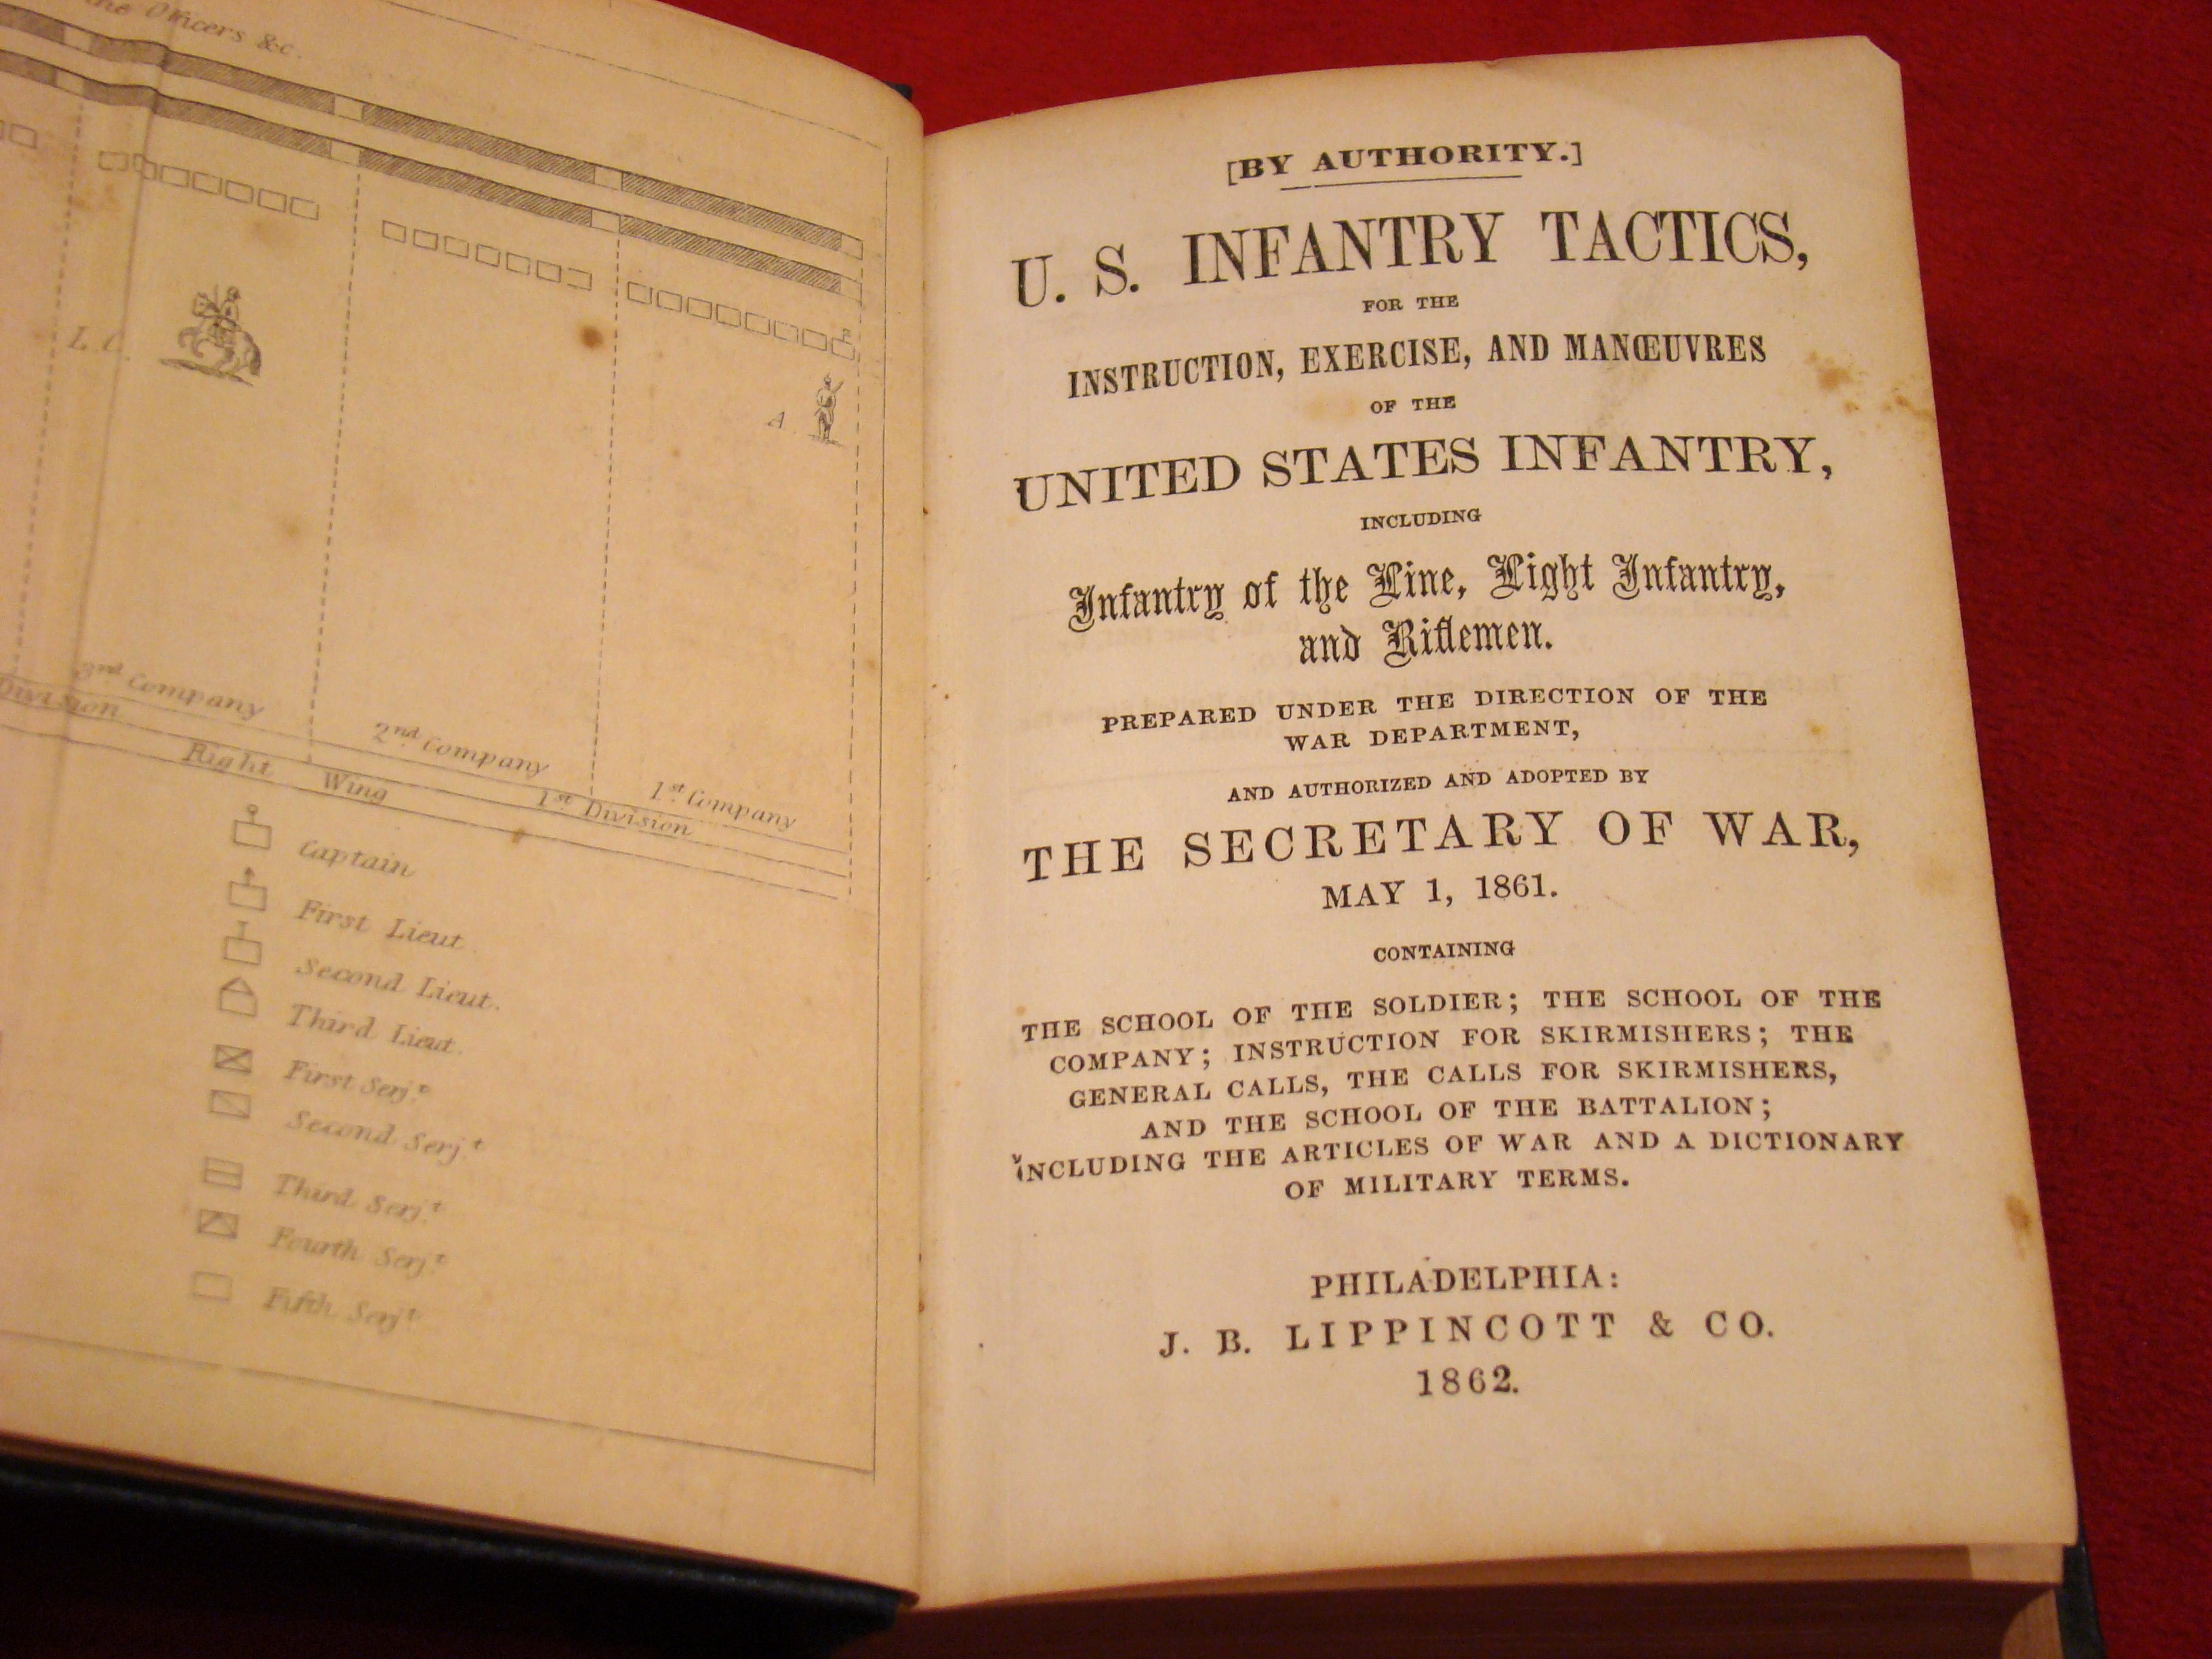 the Officers &c.
L. C.
A.
3rd Company
Division
2nd Company
1st Company
Right Wing
1st Division
Captain
First Lieut.
Second Lieut.
Third Lieut.
First Serjt.
Second Serjt.
Third Serjt.
Fourth Serjt.
Fifth Serjt.
[BY AUTHORITY.]
U. S. INFANTRY TACTICS,
FOR THE
INSTRUCTION, EXERCISE, AND MANŒUVRES
OF THE
UNITED STATES INFANTRY,
INCLUDING
Infantry of the Line, Light Infantry,
and Riflemen.
PREPARED UNDER THE DIRECTION OF THE
WAR DEPARTMENT,
AND AUTHORIZED AND ADOPTED BY
THE SECRETARY OF WAR,
MAY 1, 1861.
CONTAINING
THE SCHOOL OF THE SOLDIER; THE SCHOOL OF THE
COMPANY; INSTRUCTION FOR SKIRMISHERS; THE
GENERAL CALLS, THE CALLS FOR SKIRMISHERS,
AND THE SCHOOL OF THE BATTALION;
INCLUDING THE ARTICLES OF WAR AND A DICTIONARY
OF MILITARY TERMS.
PHILADELPHIA:
J. B. LIPPINCOTT & CO.
1862.